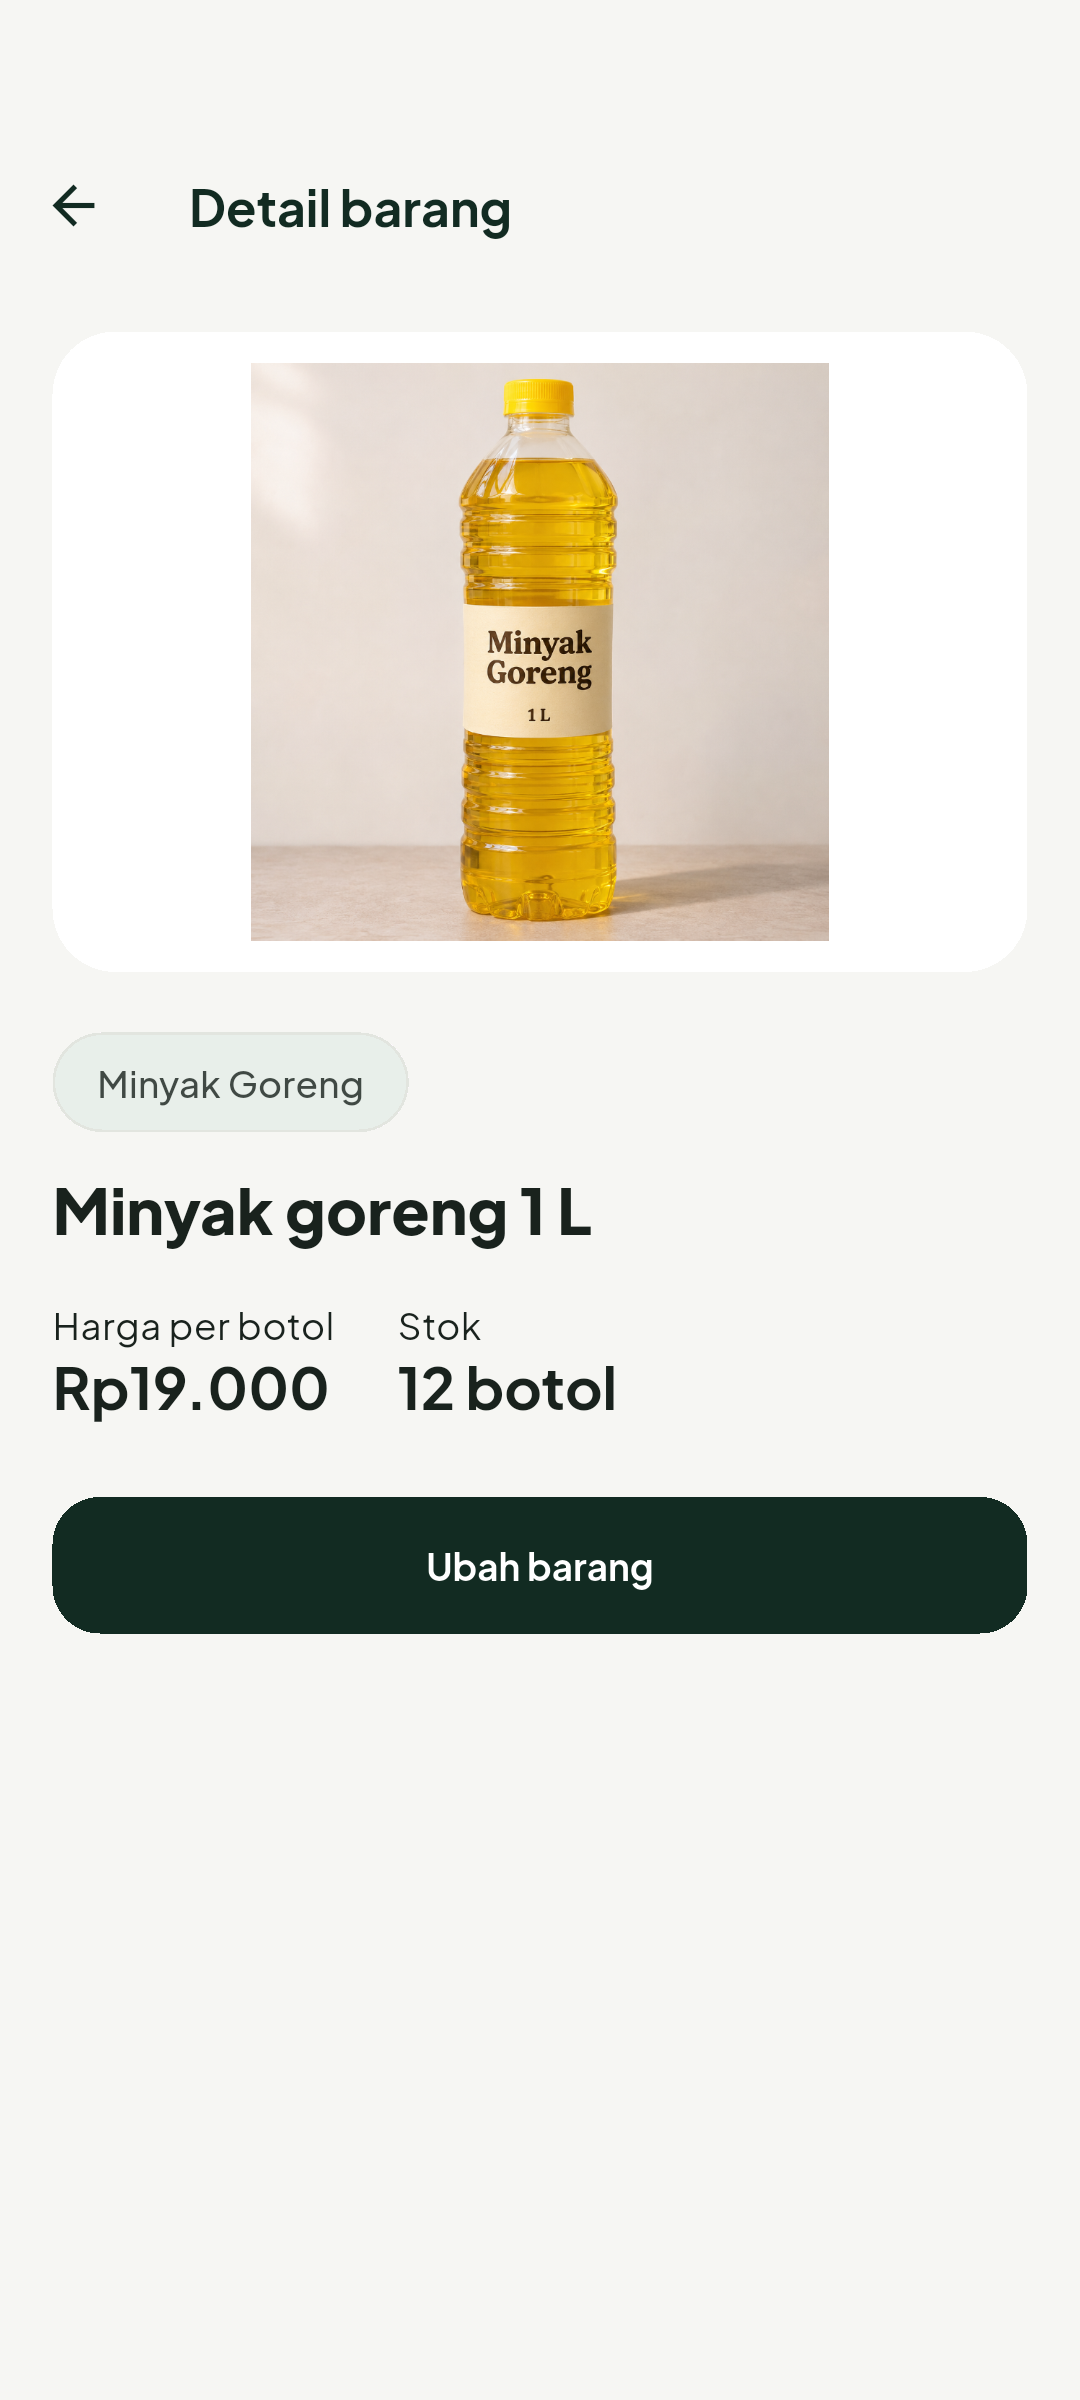 Detail barang
Minyak
Goreng
1 L
Minyak Goreng
Minyak goreng 1 L
Harga per botol
Stok
Rp19.000
12 botol
Ubah barang